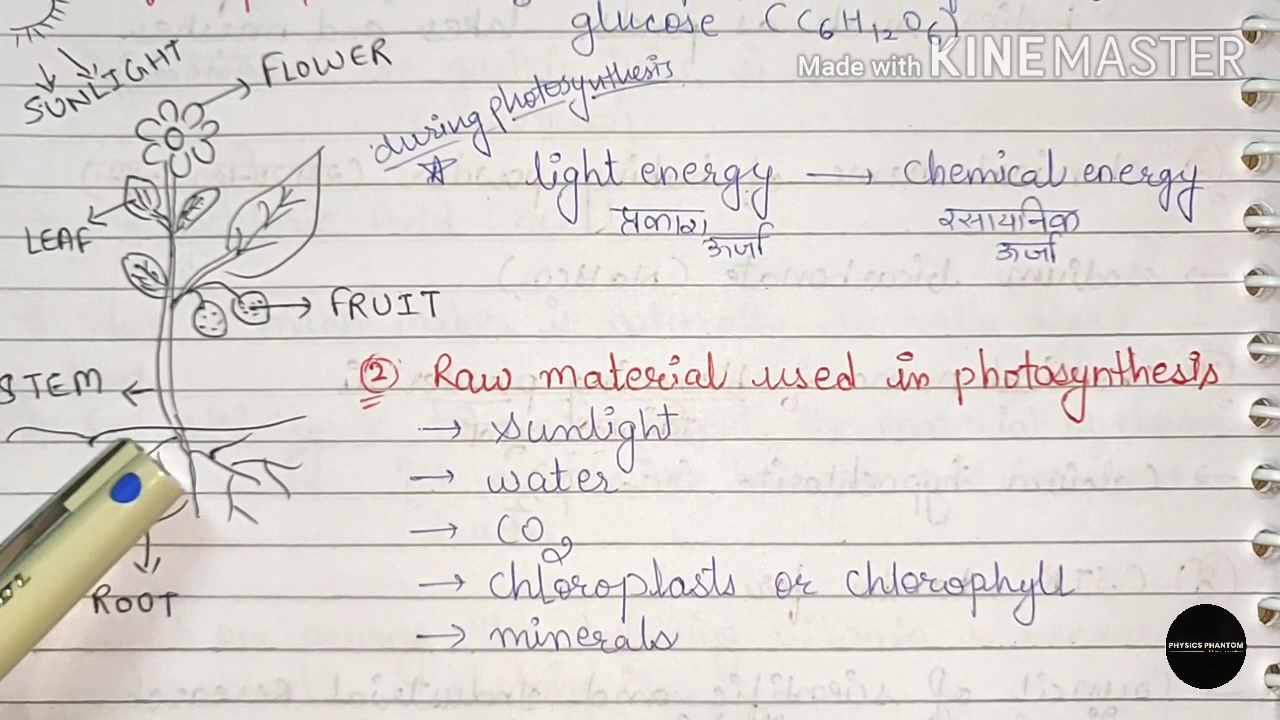 glucose (C6H12O6)
Made with KINEMASTER
SUNLIGHT
FLOWER
during photosynthesis
light energy → chemical energy
प्रकाश ऊर्जा
रसायनिक ऊर्जा
LEAF
FRUIT
STEM
② Raw material used in photosynthesis
→ sunlight
→ water
→ CO2
→ chloroplasts or chlorophyll
→ minerals
ROOT
PHYSICS PHANTOM